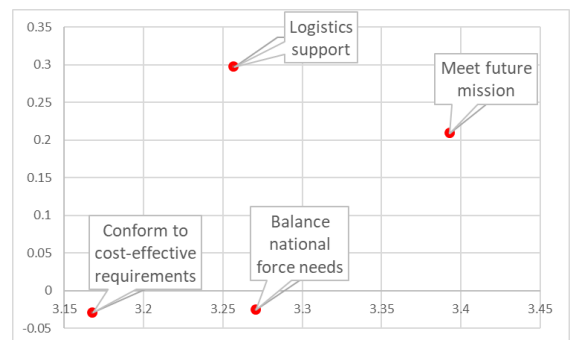 0.35
Logistics
support
0.3
Meet future
mission
0.25
0.2
0.15
0.1
Conform to
cost-effective
requirements
Balance
national
force needs
0.05
0
3.15 3.2 3.25 3.3 3.35 3.4 3.45
-0.05